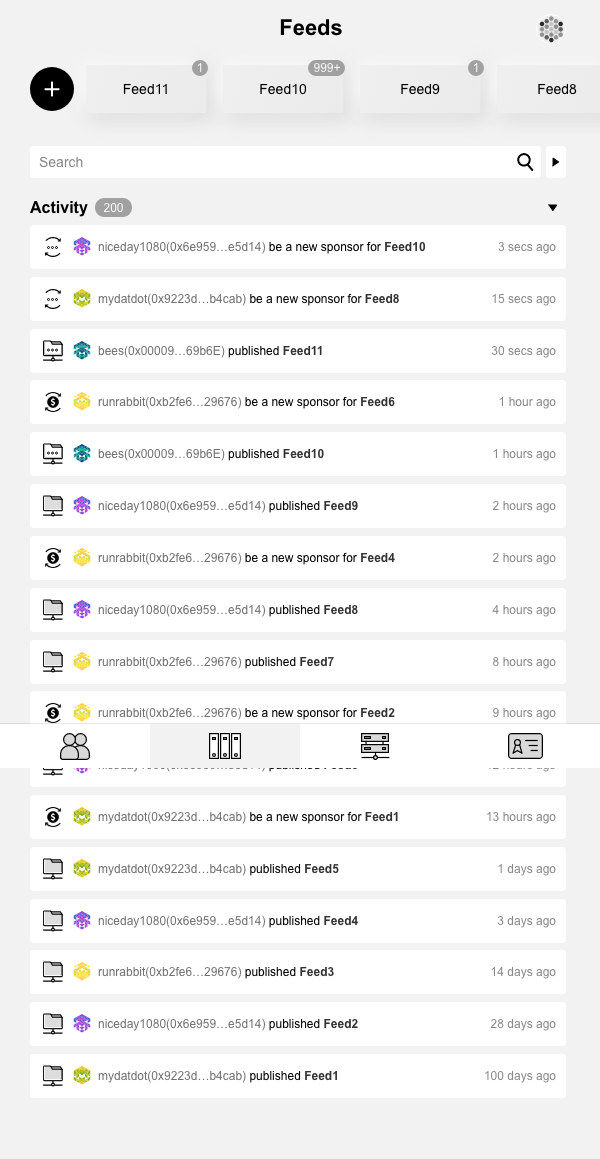 Feeds
1 999+ 1
Feed11 Feed10 Feed9 Feed8
Search
Activity 200
niceday1080(0x6e959…e5d14) be a new sponsor for Feed10 3 secs ago
mydatdot(0x9223d…b4cab) be a new sponsor for Feed8 15 secs ago
bees(0x00009…69b6E) published Feed11 30 secs ago
runrabbit(0xb2fe6…29676) be a new sponsor for Feed6 1 hour ago
bees(0x00009…69b6E) published Feed10 1 hours ago
niceday1080(0x6e959…e5d14) published Feed9 2 hours ago
runrabbit(0xb2fe6…29676) be a new sponsor for Feed4 2 hours ago
niceday1080(0x6e959…e5d14) published Feed8 4 hours ago
runrabbit(0xb2fe6…29676) published Feed7 8 hours ago
runrabbit(0xb2fe6…29676) be a new sponsor for Feed2 9 hours ago
mydatdot(0x9223d…b4cab) be a new sponsor for Feed1 13 hours ago
mydatdot(0x9223d…b4cab) published Feed5 1 days ago
niceday1080(0x6e959…e5d14) published Feed4 3 days ago
runrabbit(0xb2fe6…29676) published Feed3 14 days ago
niceday1080(0x6e959…e5d14) published Feed2 28 days ago
mydatdot(0x9223d…b4cab) published Feed1 100 days ago